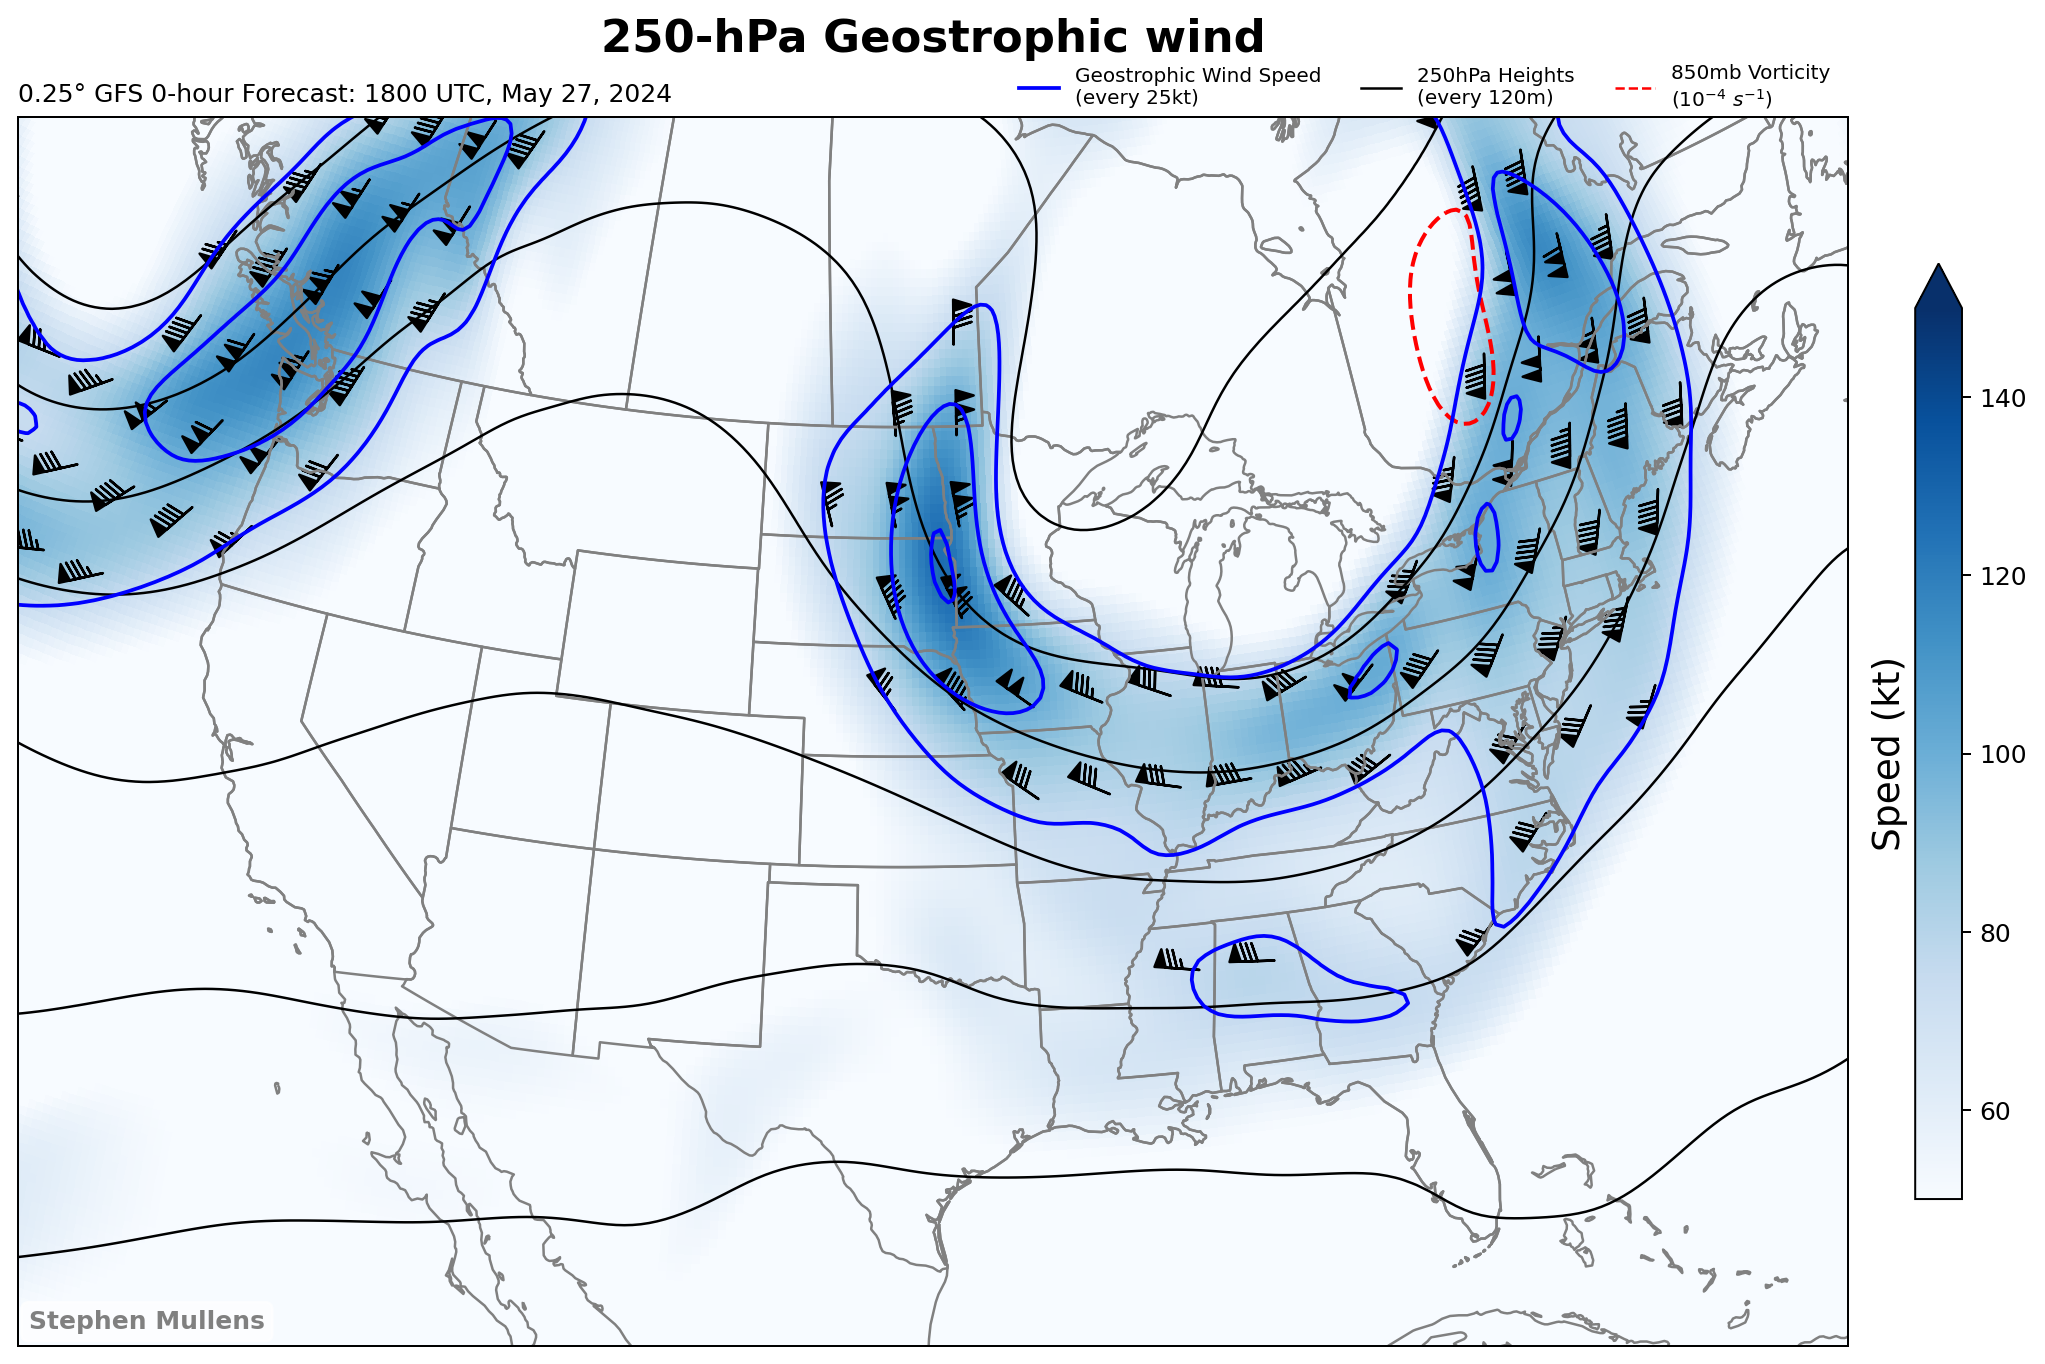 250-hPa Geostrophic wind
0.25° GFS 0-hour Forecast: 1800 UTC, May 27, 2024
Geostrophic Wind Speed
(every 25kt)
250hPa Heights
(every 120m)
850mb Vorticity
(10⁻⁴ s⁻¹)
140
120
100
80
60
Speed (kt)
Stephen Mullens